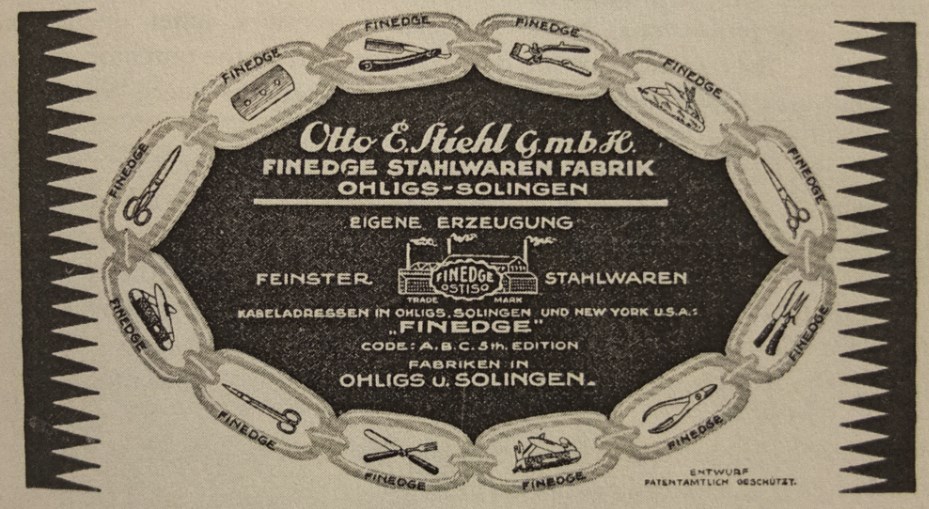 FINEDGE
FINEDGE
FINEDGE
FINEDGE
FINEDGE
FINEDGE
Otto E. Stiehl G.m.b.H.
FINEDGE STAHLWAREN FABRIK
OHLIGS-SOLINGEN
EIGENE ERZEUGUNG
FEINSTER FINEDGE STAHLWAREN
OSTISO
TRADE MARK
KABELADRESSEN IN OHLIGS, SOLINGEN UND NEW YORK U.S.A.:
„FINEDGE"
CODE: A.B.C. 5th. EDITION
FABRIKEN IN
OHLIGS u. SOLINGEN.
FINEDGE
FINEDGE
FINEDGE
FINEDGE
FINEDGE
FINEDGE
ENTWURF
PATENTAMTLICH GESCHÜTZT.